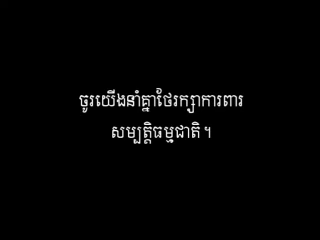 ចូរយើងនាំគ្នាថែរក្សាការពារ
សម្បត្តិធម្មជាតិ។